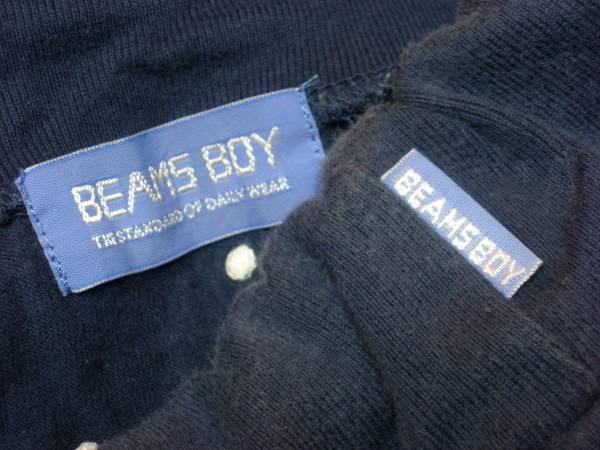 BEAMS BOY
THE STANDARD OF DAILY WEAR
BEAMS BOY